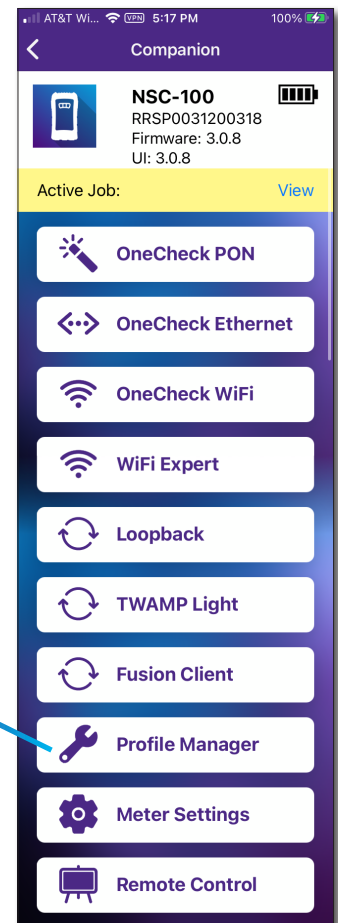 AT&T Wi... VPN 5:17 PM 100%
Companion
NSC-100
RRSP0031200318
Firmware: 3.0.8
UI: 3.0.8
Active Job: View
OneCheck PON
OneCheck Ethernet
OneCheck WiFi
WiFi Expert
Loopback
TWAMP Light
Fusion Client
Profile Manager
Meter Settings
Remote Control